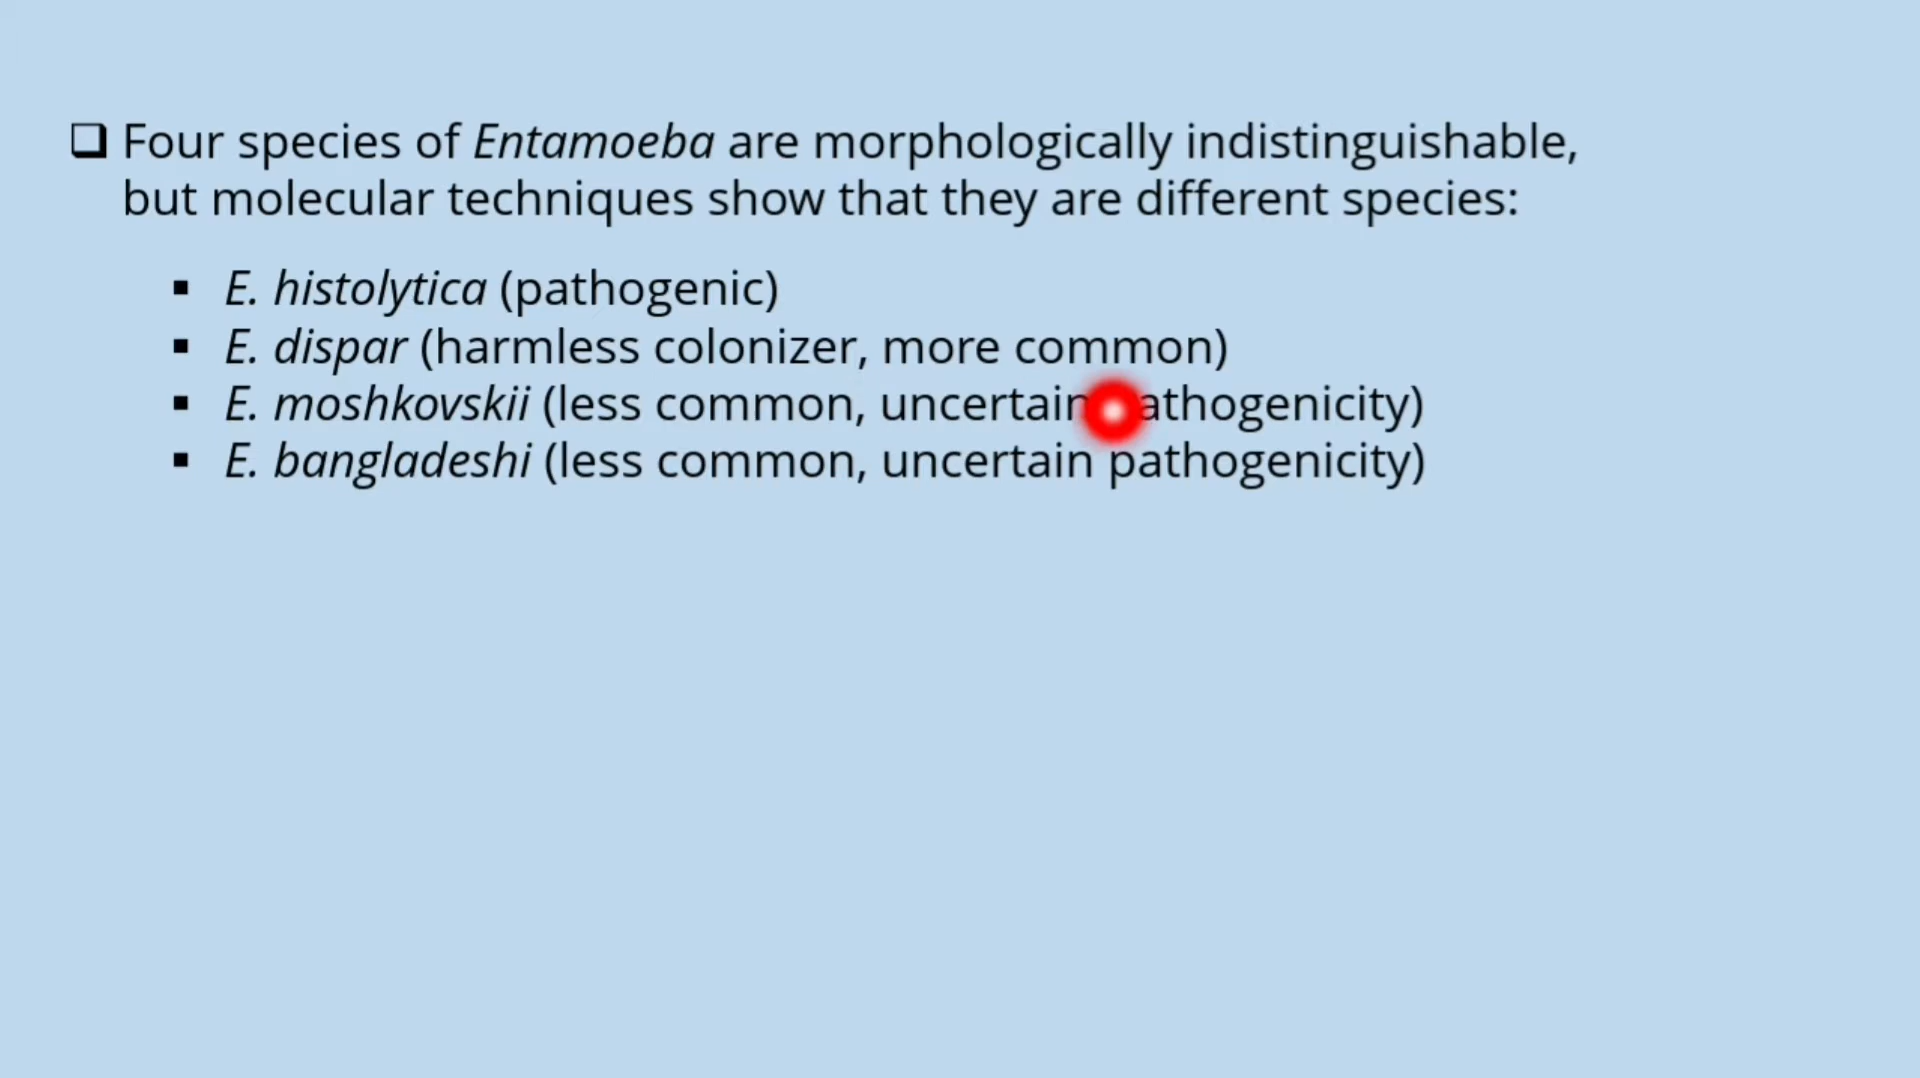 Four species of Entamoeba are morphologically indistinguishable,
but molecular techniques show that they are different species:
E. histolytica (pathogenic)
E. dispar (harmless colonizer, more common)
E. moshkovskii (less common, uncertain pathogenicity)
E. bangladeshi (less common, uncertain pathogenicity)